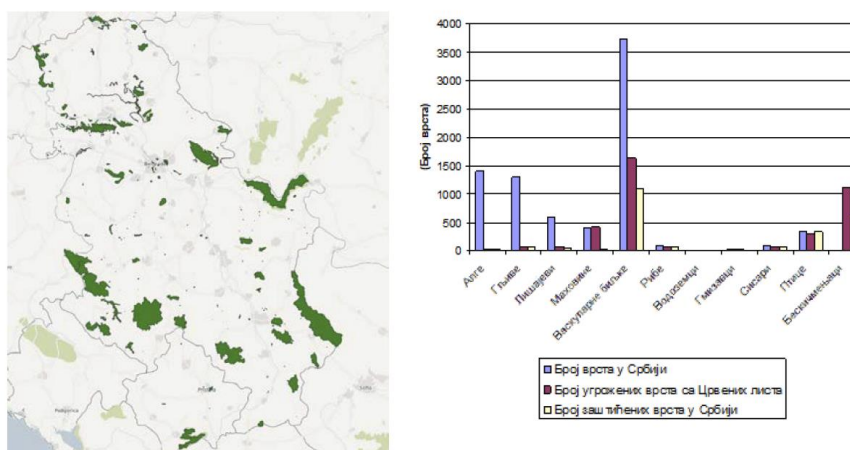 (Број врста)
4000
3500
3000
2500
2000
1500
1000
500
0
Алге
Гљиве
Лишајеви
Маховине
Васкуларне биљке
Рибе
Водоземци
Гмизавци
Сисари
Птице
Бескичмењаци
Број врста у Србији
Број угрожених врста са Црвених листа
Број заштићених врста у Србији